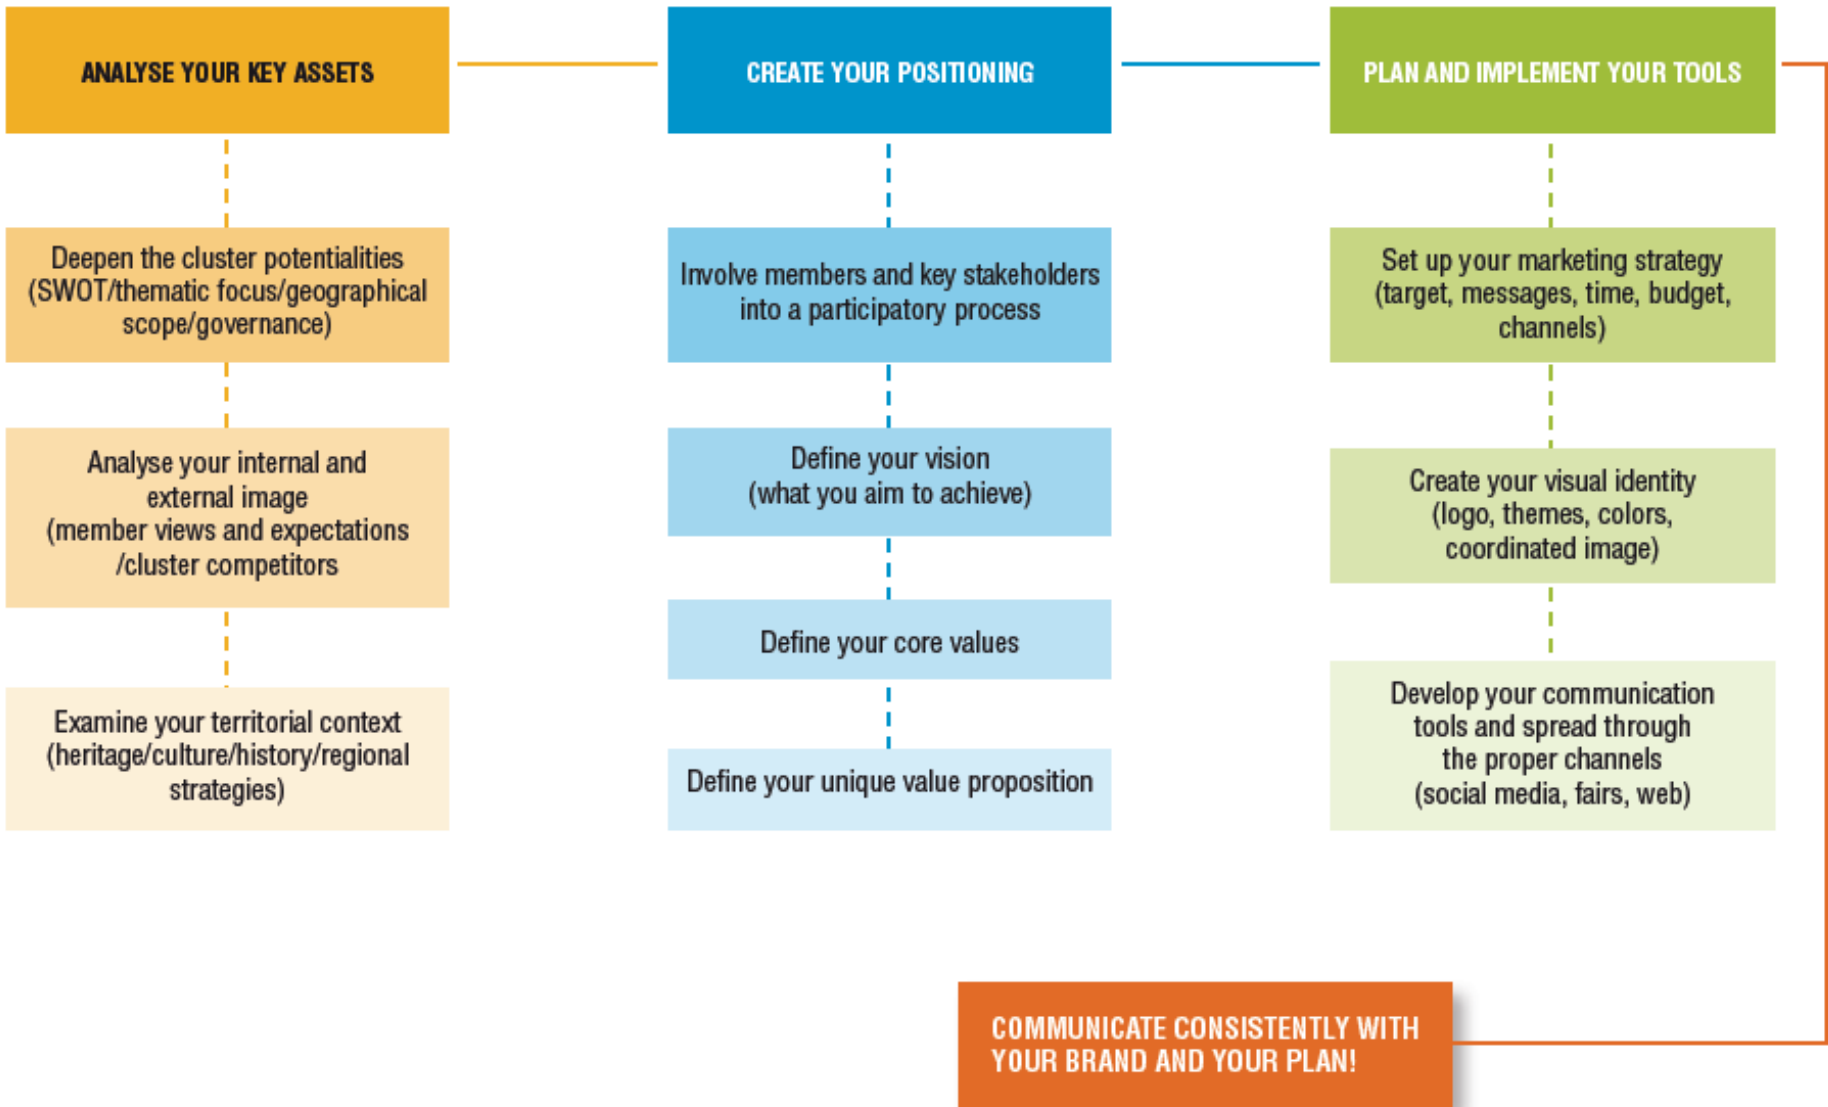 ANALYSE YOUR KEY ASSETS
Deepen the cluster potentialities
(SWOT/thematic focus/geographical
scope/governance)
Analyse your internal and
external image
(member views and expectations
/cluster competitors
Examine your territorial context
(heritage/culture/history/regional
strategies)
CREATE YOUR POSITIONING
Involve members and key stakeholders
into a participatory process
Define your vision
(what you aim to achieve)
Define your core values
Define your unique value proposition
PLAN AND IMPLEMENT YOUR TOOLS
Set up your marketing strategy
(target, messages, time, budget,
channels)
Create your visual identity
(logo, themes, colors,
coordinated image)
Develop your communication
tools and spread through
the proper channels
(social media, fairs, web)
COMMUNICATE CONSISTENTLY WITH
YOUR BRAND AND YOUR PLAN!